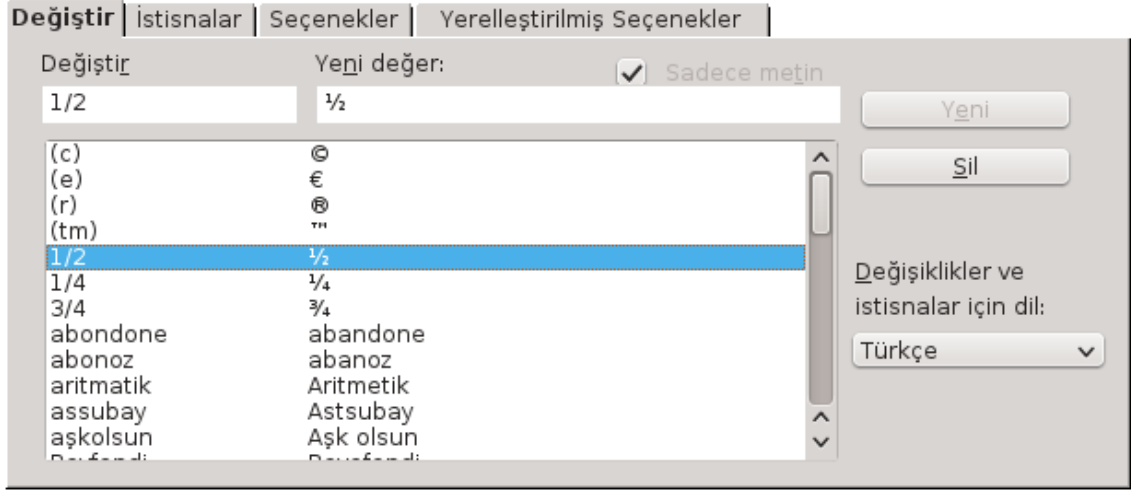 Değiştir İstisnalar Seçenekler Yerelleştirilmiş Seçenekler
Değiştir Yeni değer: Sadece metin
1/2 ½ Yeni
(c) © Sil
(e) €
(r) ®
(tm) ™
1/2 ½
1/4 ¼
3/4 ¾
abondone abandone
abonoz abanoz
aritmatik Aritmetik
assubay Astsubay
aşkolsun Aşk olsun
Değişiklikler ve
istisnalar için dil:
Türkçe